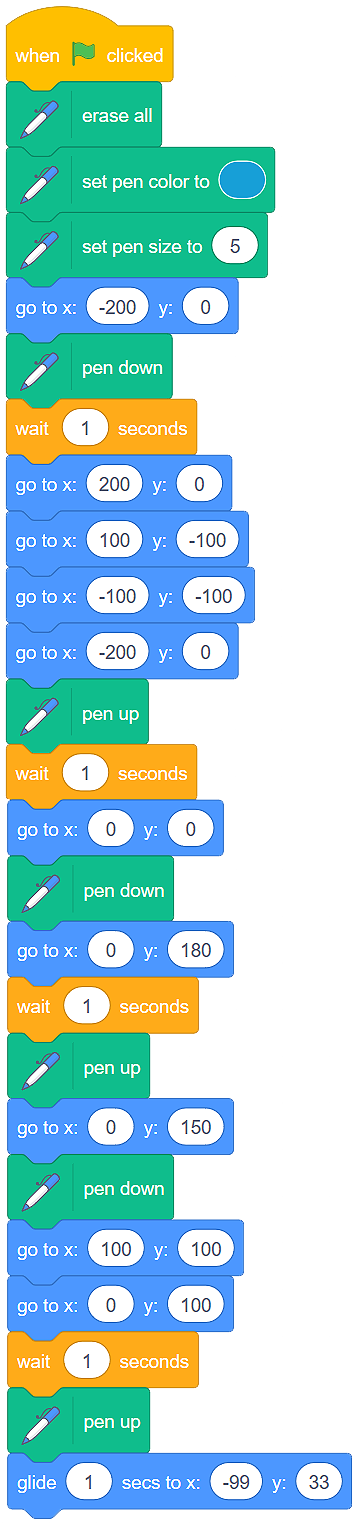 when clicked
erase all
set pen color to
set pen size to 5
go to x: -200 y: 0
pen down
wait 1 seconds
go to x: 200 y: 0
go to x: 100 y: -100
go to x: -100 y: -100
go to x: -200 y: 0
pen up
wait 1 seconds
go to x: 0 y: 0
pen down
go to x: 0 y: 180
wait 1 seconds
pen up
go to x: 0 y: 150
pen down
go to x: 100 y: 100
go to x: 0 y: 100
wait 1 seconds
pen up
glide 1 secs to x: -99 y: 33